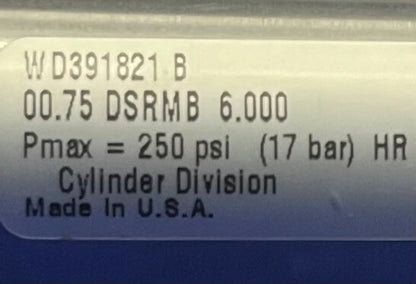 WD391821 B
00.75 DSRMB 6.000
Pmax = 250 psi (17 bar) HR
Cylinder Division
Made In U.S.A.